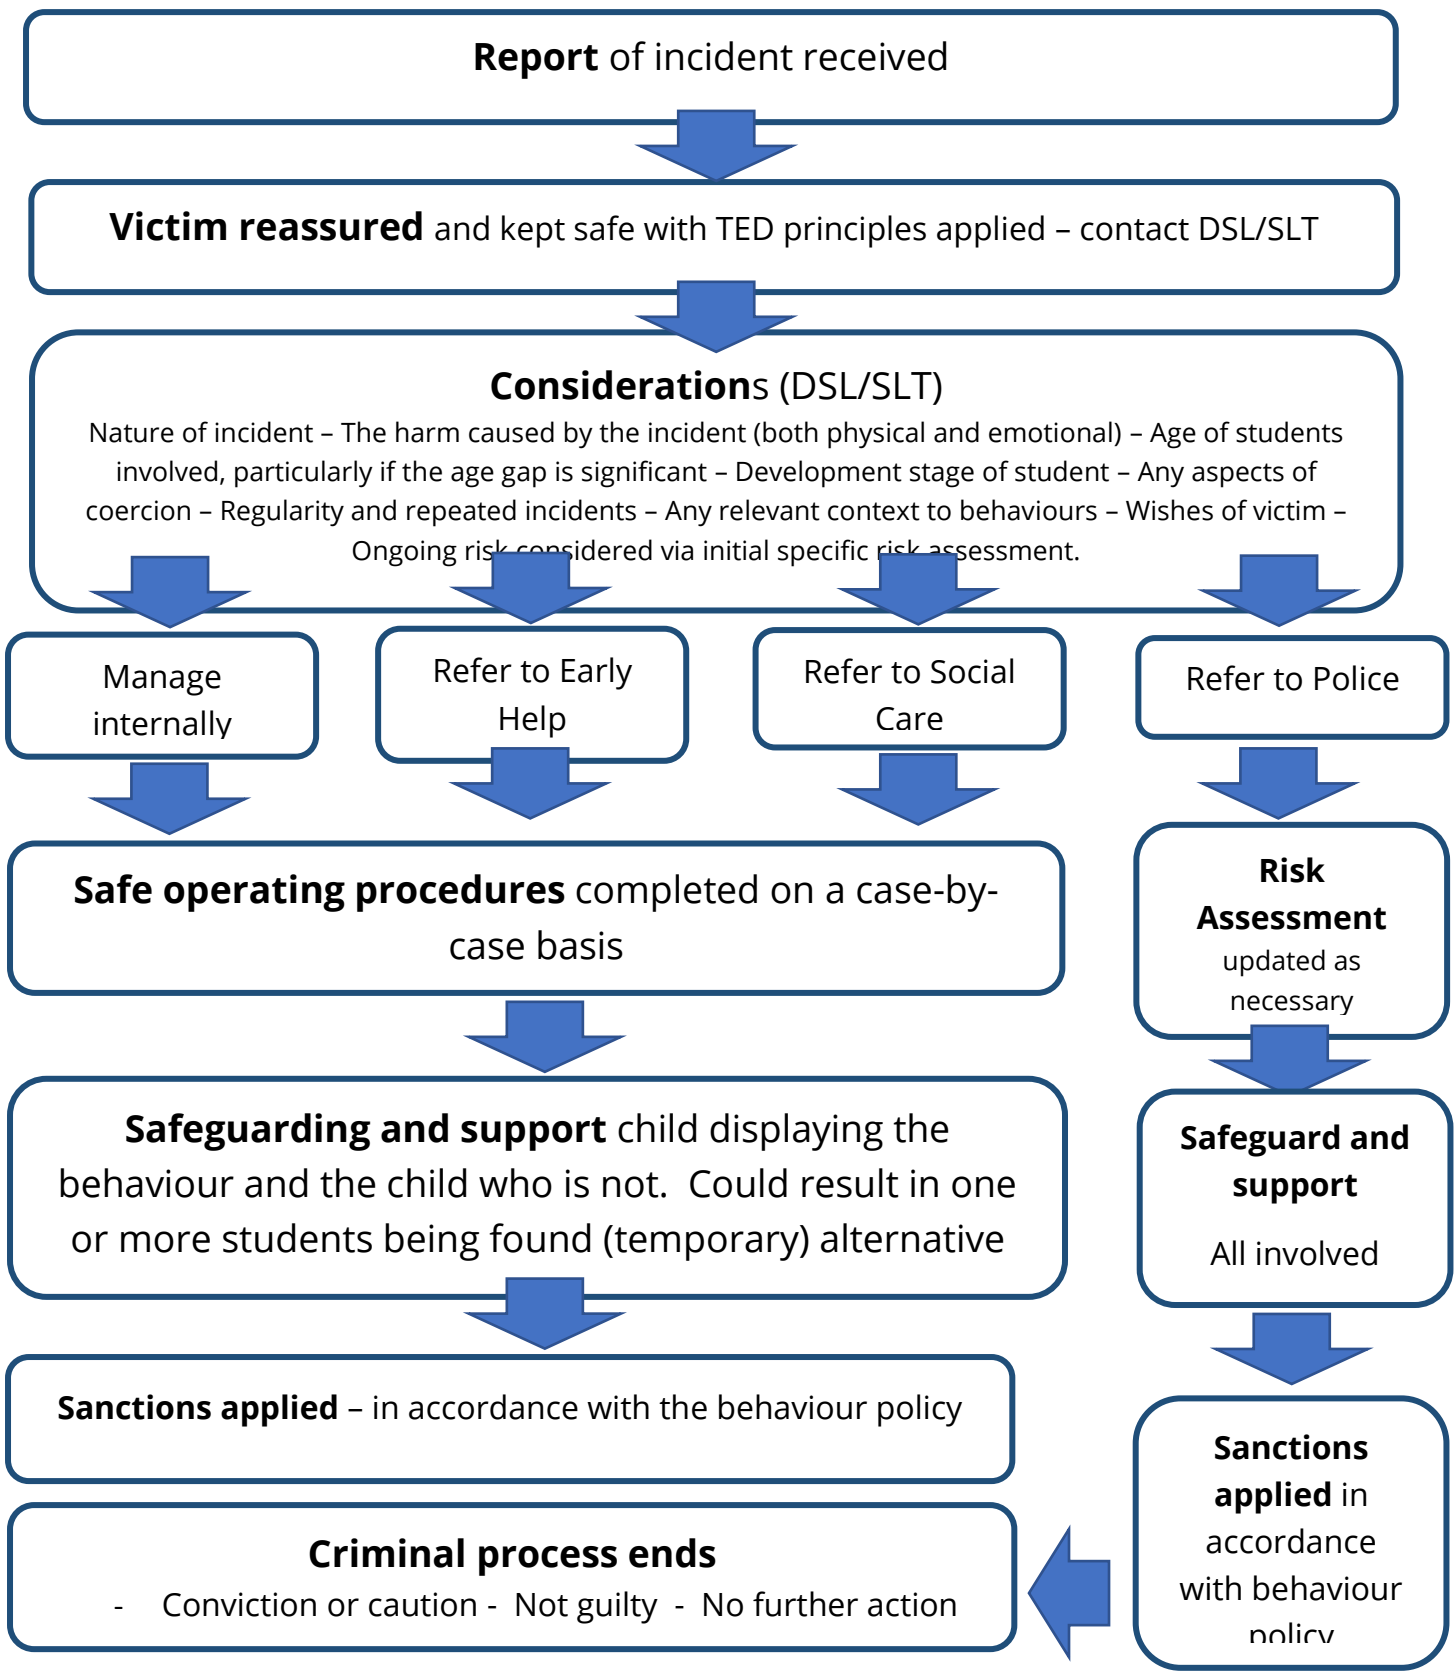 Report of incident received
Victim reassured and kept safe with TED principles applied – contact DSL/SLT
Considerations (DSL/SLT)
Nature of incident – The harm caused by the incident (both physical and emotional) – Age of students
involved, particularly if the age gap is significant – Development stage of student – Any aspects of
coercion – Regularity and repeated incidents – Any relevant context to behaviours – Wishes of victim –
Ongoing risk considered via initial specific risk assessment.
Manage
internally
Refer to Early
Help
Refer to Social
Care
Refer to Police
Safe operating procedures completed on a case-by-
case basis
Risk
Assessment
updated as
necessary
Safeguarding and support child displaying the
behaviour and the child who is not.  Could result in one
or more students being found (temporary) alternative
Safeguard and
support
All involved
Sanctions applied – in accordance with the behaviour policy
Sanctions
applied in
accordance
with behaviour
policy
Criminal process ends
- Conviction or caution - Not guilty - No further action